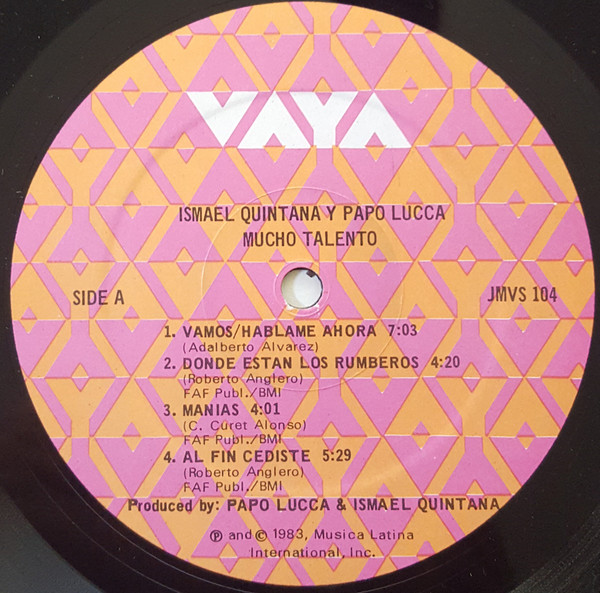 VAYA
ISMAEL QUINTANA Y PAPO LUCCA
MUCHO TALENTO
SIDE A
JMVS 104
1. VAMOS/HABLAME AHORA 7:03
(Adalberto Alvarez)
2. DONDE ESTAN LOS RUMBEROS 4:20
(Roberto Anglero)
FAF Publ./BMI
3. MANIAS 4:01
(C. Curet Alonso)
FAF Publ./BMI
4. AL FIN CEDISTE 5:29
(Roberto Anglero)
FAF Publ./BMI
Produced by: PAPO LUCCA & ISMAEL QUINTANA
℗ and © 1983, Musica Latina
International, Inc.